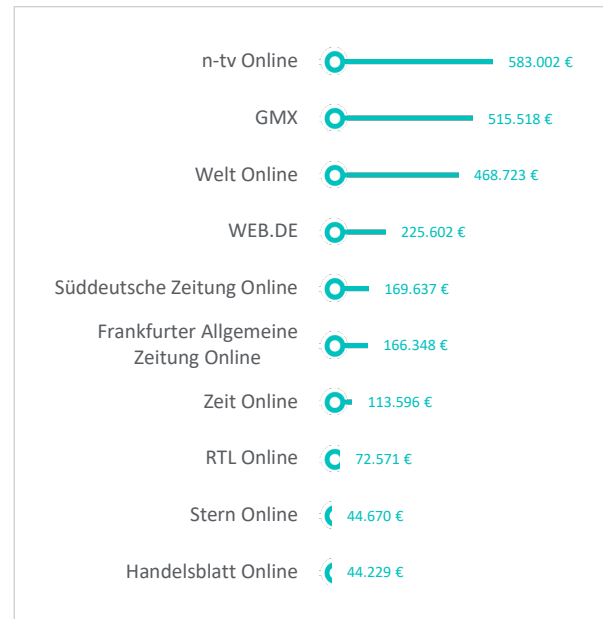 n-tv Online 583.002 €
GMX 515.518 €
Welt Online 468.723 €
WEB.DE 225.602 €
Süddeutsche Zeitung Online 169.637 €
Frankfurter Allgemeine
Zeitung Online 166.348 €
Zeit Online 113.596 €
RTL Online 72.571 €
Stern Online 44.670 €
Handelsblatt Online 44.229 €